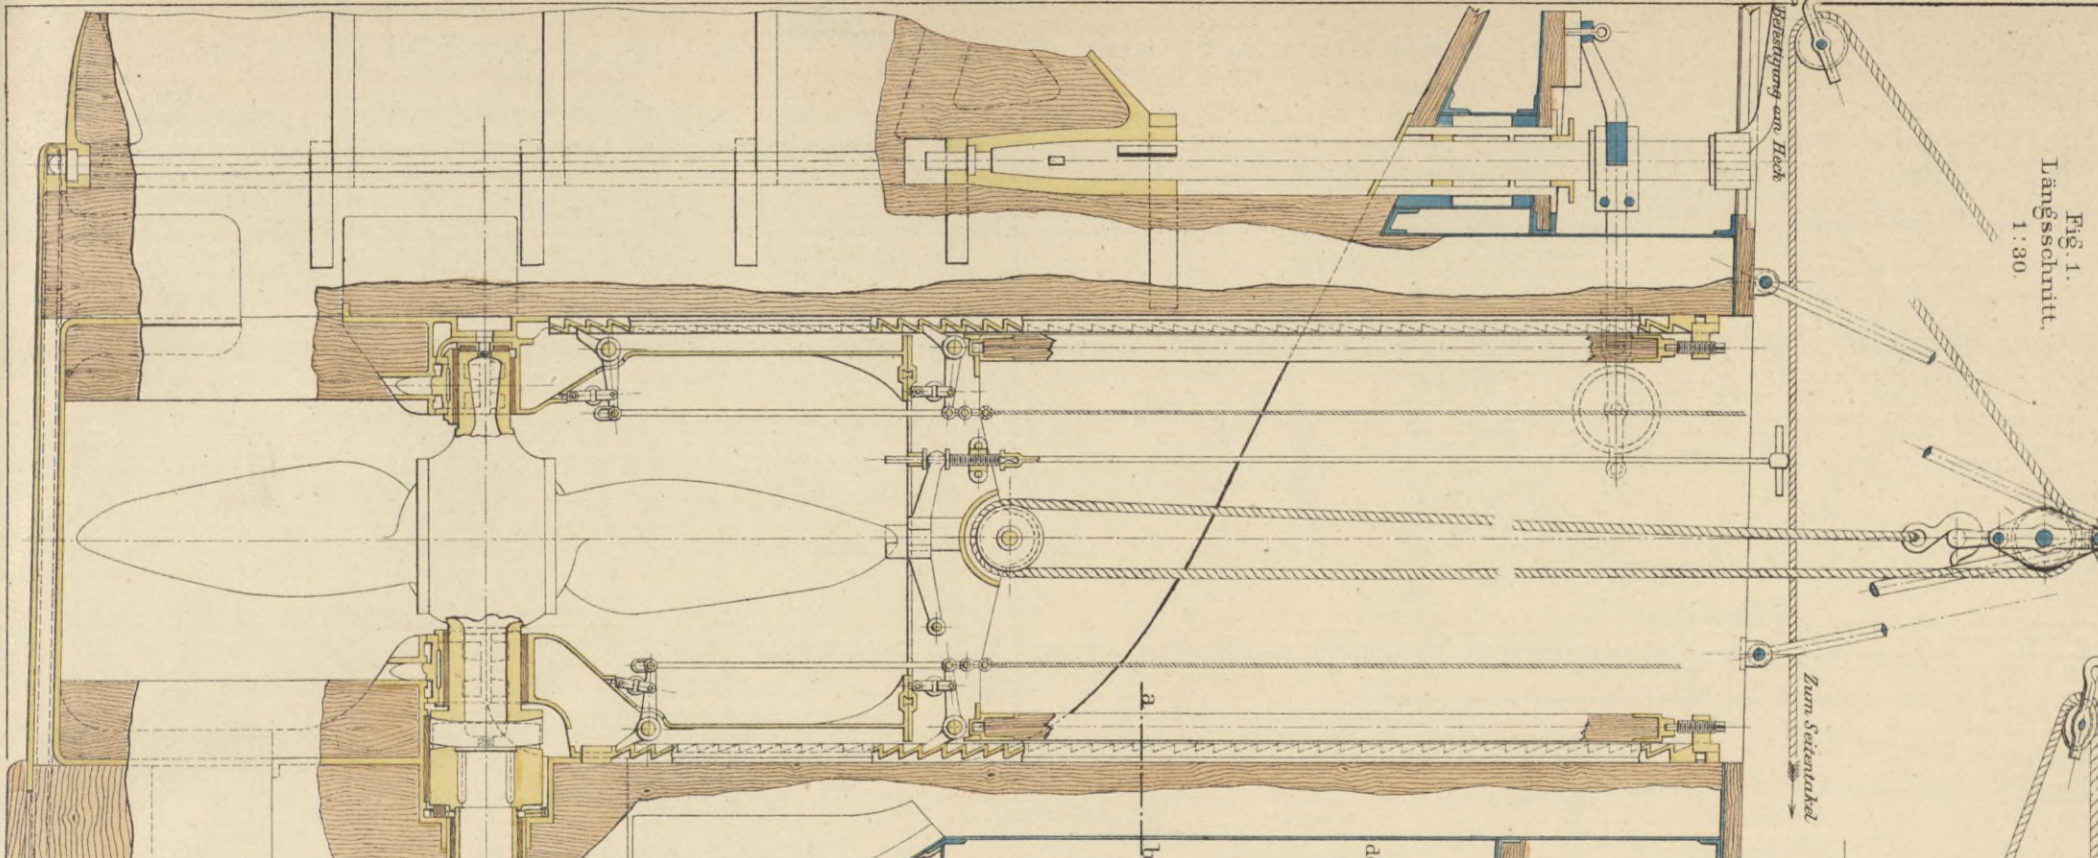 Fig. 1.
Längsschnitt.
1:30.
Befestigung am Heck
Zum Seitentakel
a
b
d